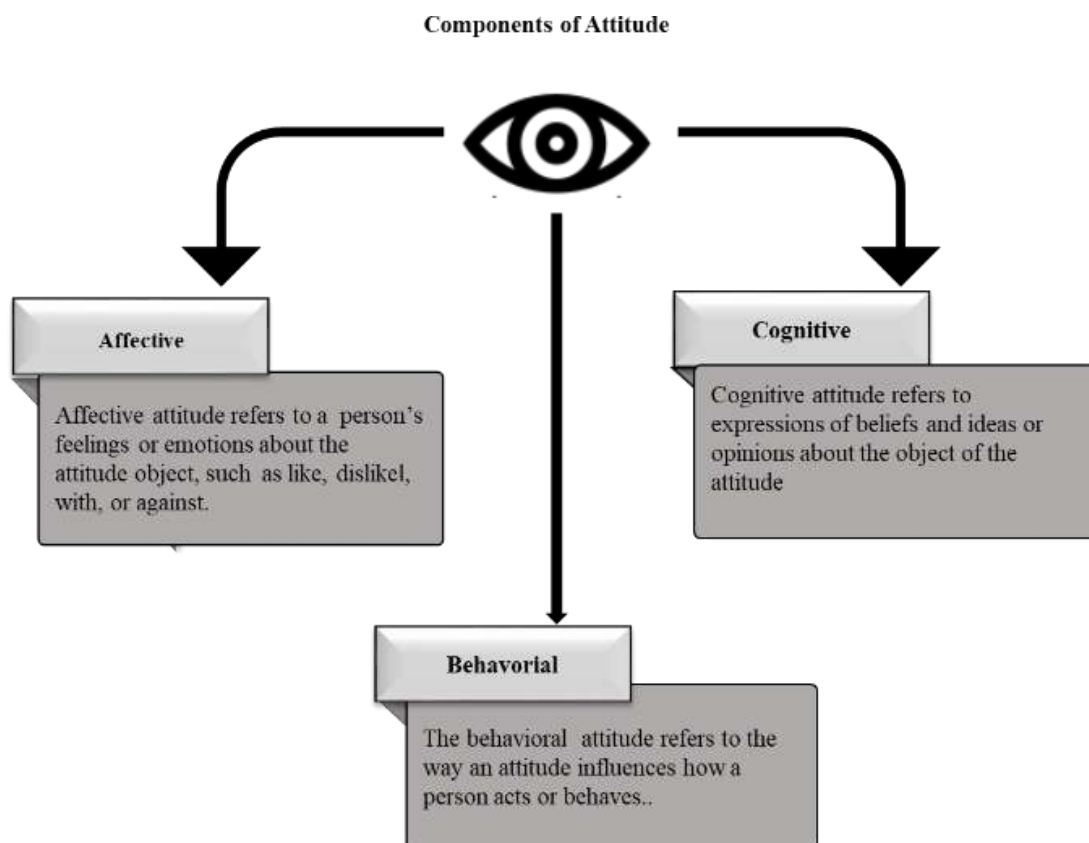 Components of Attitude
Affective
Affective attitude refers to a person’s
feelings or emotions about the
attitude object, such as like, dislikel,
with, or against.
Cognitive
Cognitive attitude refers to
expressions of beliefs and ideas or
opinions about the object of the
attitude
Behavorial
The behavioral attitude refers to the
way an attitude influences how a
person acts or behaves..